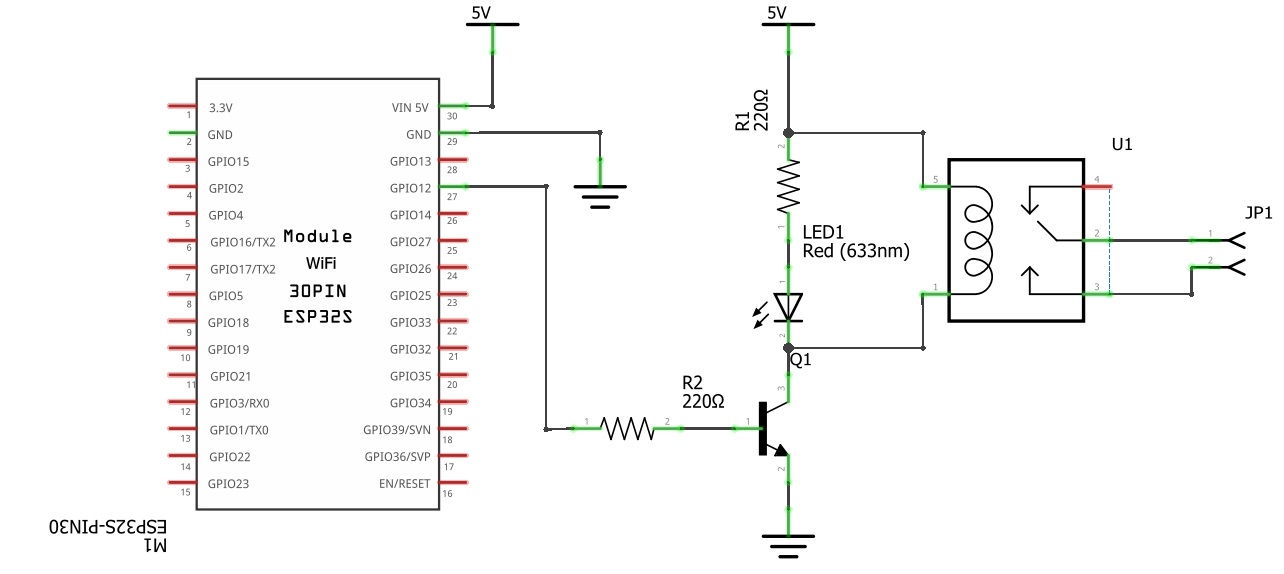 5V
5V
1 3.3V
VIN 5V 30
2 GND
GND 29
3 GPIO15
GPIO13 28
4 GPIO2
GPIO12 27
5 GPIO4
GPIO14 26
6 GPIO16/TX2
GPIO27 25
7 GPIO17/TX2
GPIO26 24
8 GPIO5
GPIO25 23
9 GPIO18
GPIO33 22
10 GPIO19
GPIO32 21
11 GPIO21
GPIO35 20
12 GPIO3/RX0
GPIO34 19
13 GPIO1/TX0
GPIO39/SVN 18
14 GPIO22
GPIO36/SVP 17
15 GPIO23
EN/RESET 16
Module
WiFi
30PIN
ESP32S
M1
ESP32S-PIN30
R1
220Ω
2
1
LED1
Red (633nm)
1
2
Q1
3
1
2
R2
220Ω
1
2
U1
5
1
4
2
3
JP1
1
2